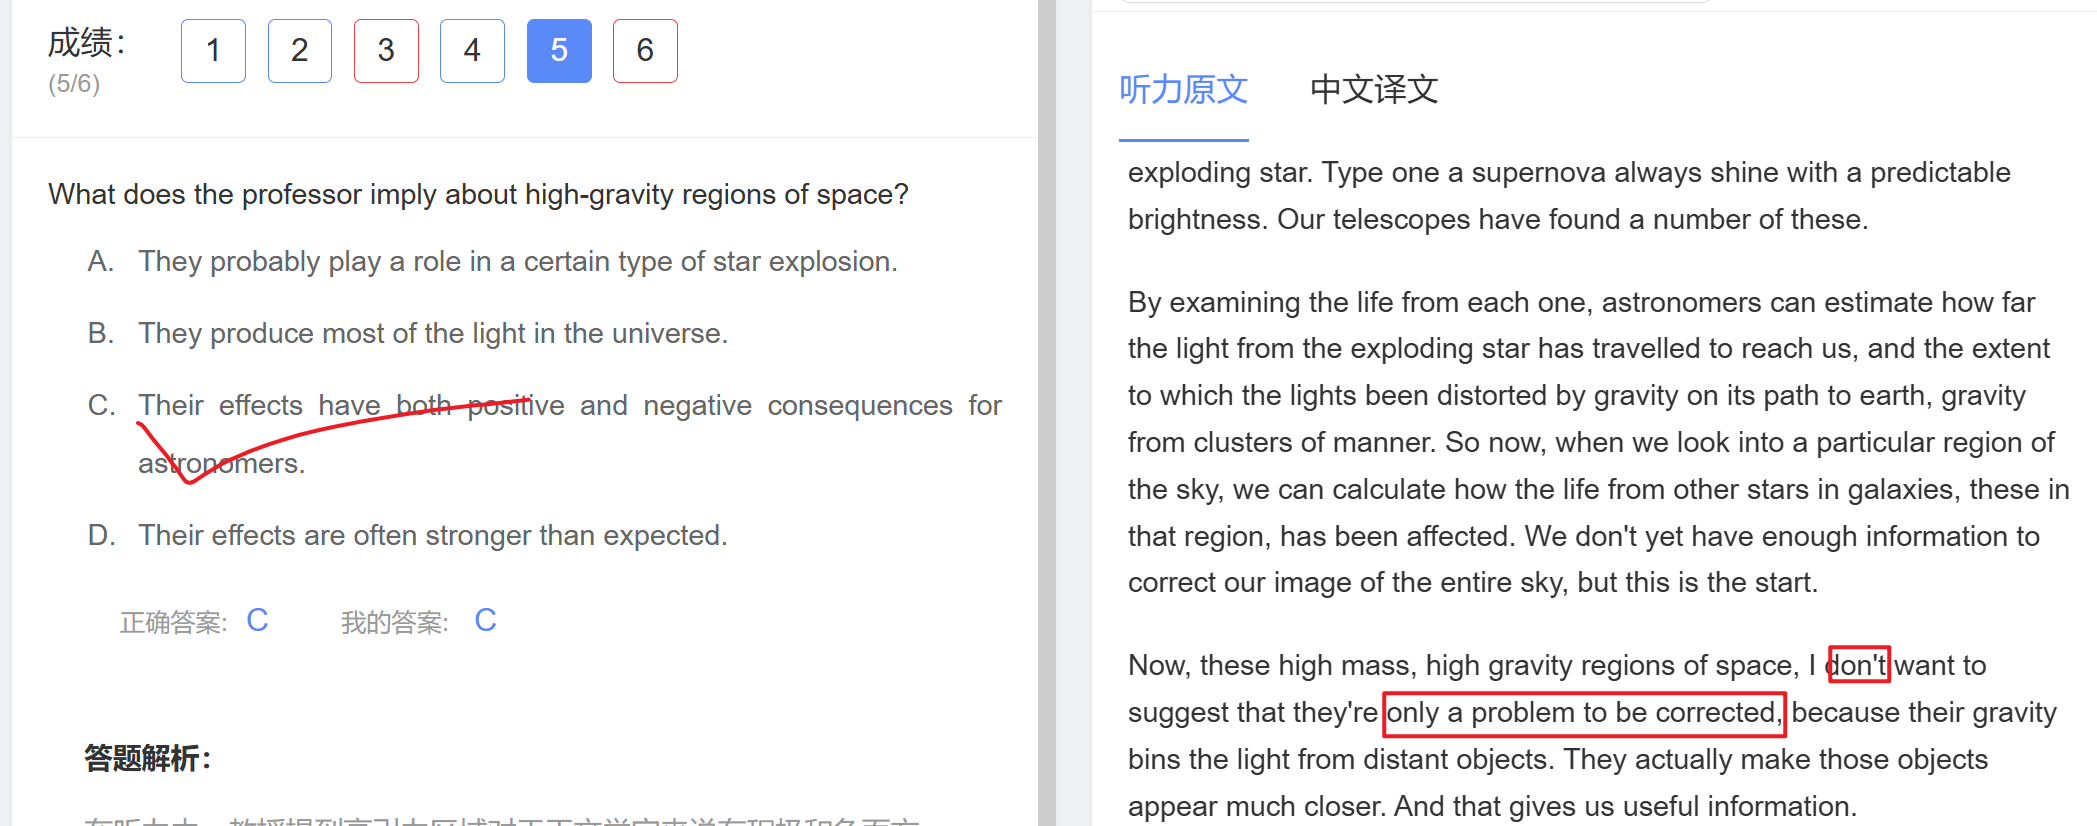 成绩：
(5/6)
1 2 3 4 5 6
What does the professor imply about high-gravity regions of space?
A. They probably play a role in a certain type of star explosion.
B. They produce most of the light in the universe.
C. Their effects have both positive and negative consequences for
astronomers.
D. Their effects are often stronger than expected.
正确答案: C 我的答案: C
答题解析：
听力原文 中文译文
exploding star. Type one a supernova always shine with a predictable
brightness. Our telescopes have found a number of these.
By examining the life from each one, astronomers can estimate how far
the light from the exploding star has travelled to reach us, and the extent
to which the lights been distorted by gravity on its path to earth, gravity
from clusters of manner. So now, when we look into a particular region of
the sky, we can calculate how the life from other stars in galaxies, these in
that region, has been affected. We don't yet have enough information to
correct our image of the entire sky, but this is the start.
Now, these high mass, high gravity regions of space, I don't want to
suggest that they're only a problem to be corrected, because their gravity
bins the light from distant objects. They actually make those objects
appear much closer. And that gives us useful information.